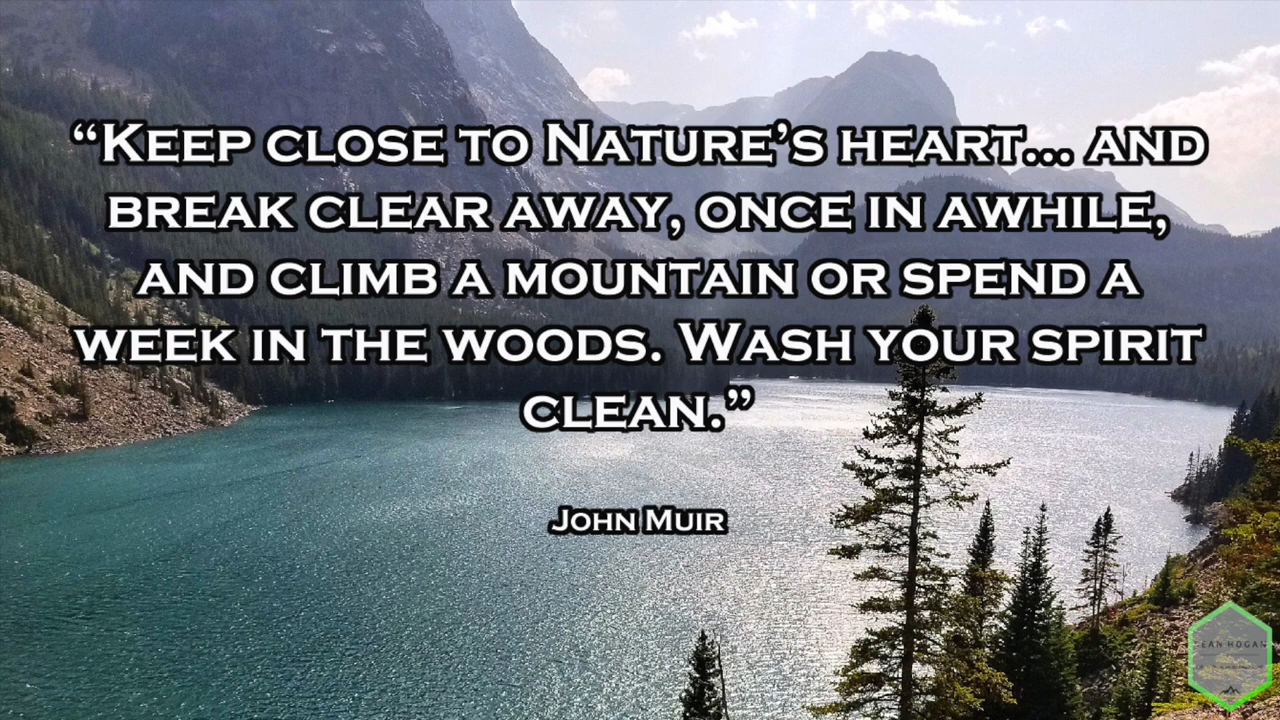 “Keep close to Nature’s heart... and
break clear away, once in awhile,
and climb a mountain or spend a
week in the woods. Wash your spirit
clean.”
John Muir
HOGAN